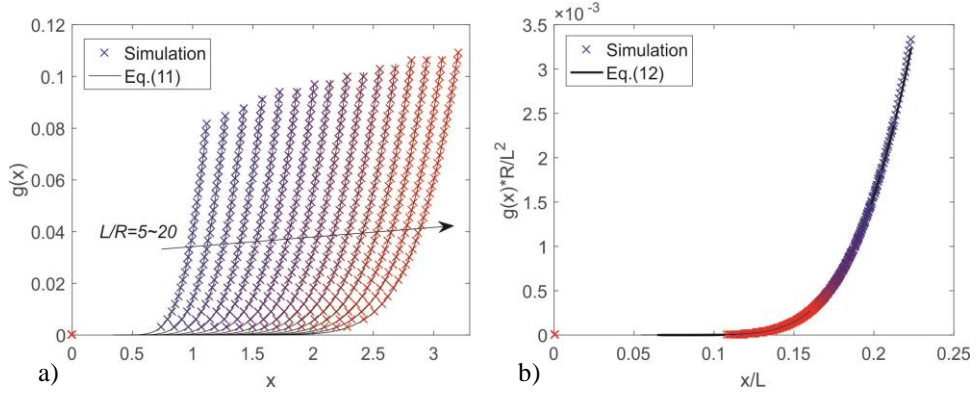 0.12
0.1
0.08
0.06
0.04
0.02
0
g(x)
Simulation
Eq.(11)
L/R=5~20
0 0.5 1 1.5 2 2.5 3
x
a)
×10 -3
3.5
3
2.5
2
1.5
1
0.5
0
g(x)*R/L2
Simulation
Eq.(12)
0 0.05 0.1 0.15 0.2 0.25
x/L
b)